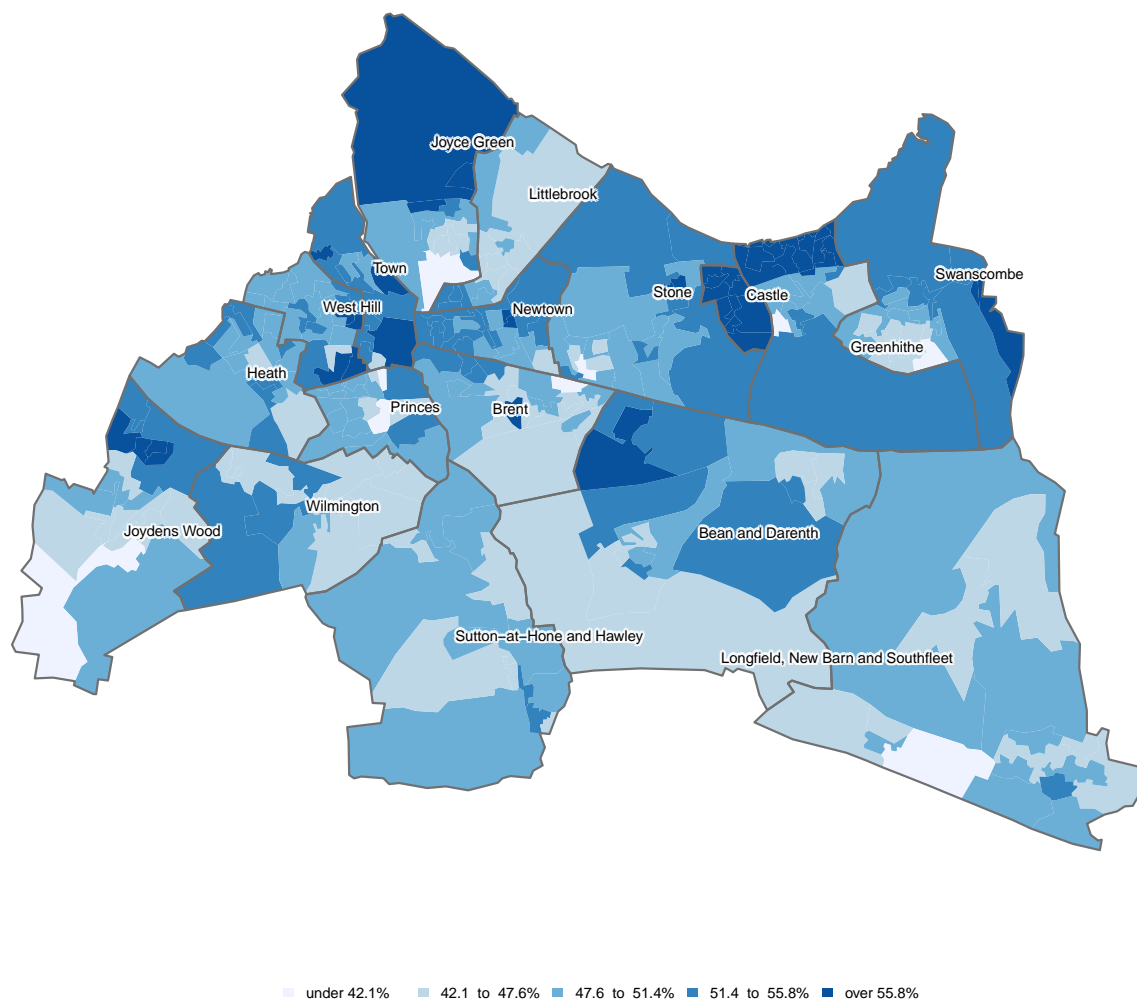 Joyce Green
Littlebrook
Town
Swanscombe
Stone
Castle
West Hill
Newtown
Greenhithe
Heath
Princes
Brent
Wilmington
Joydens Wood
Bean and Darenth
Sutton−at−Hone and Hawley
Longfield, New Barn and Southfleet
under 42.1% 42.1 to 47.6% 47.6 to 51.4% 51.4 to 55.8% over 55.8%